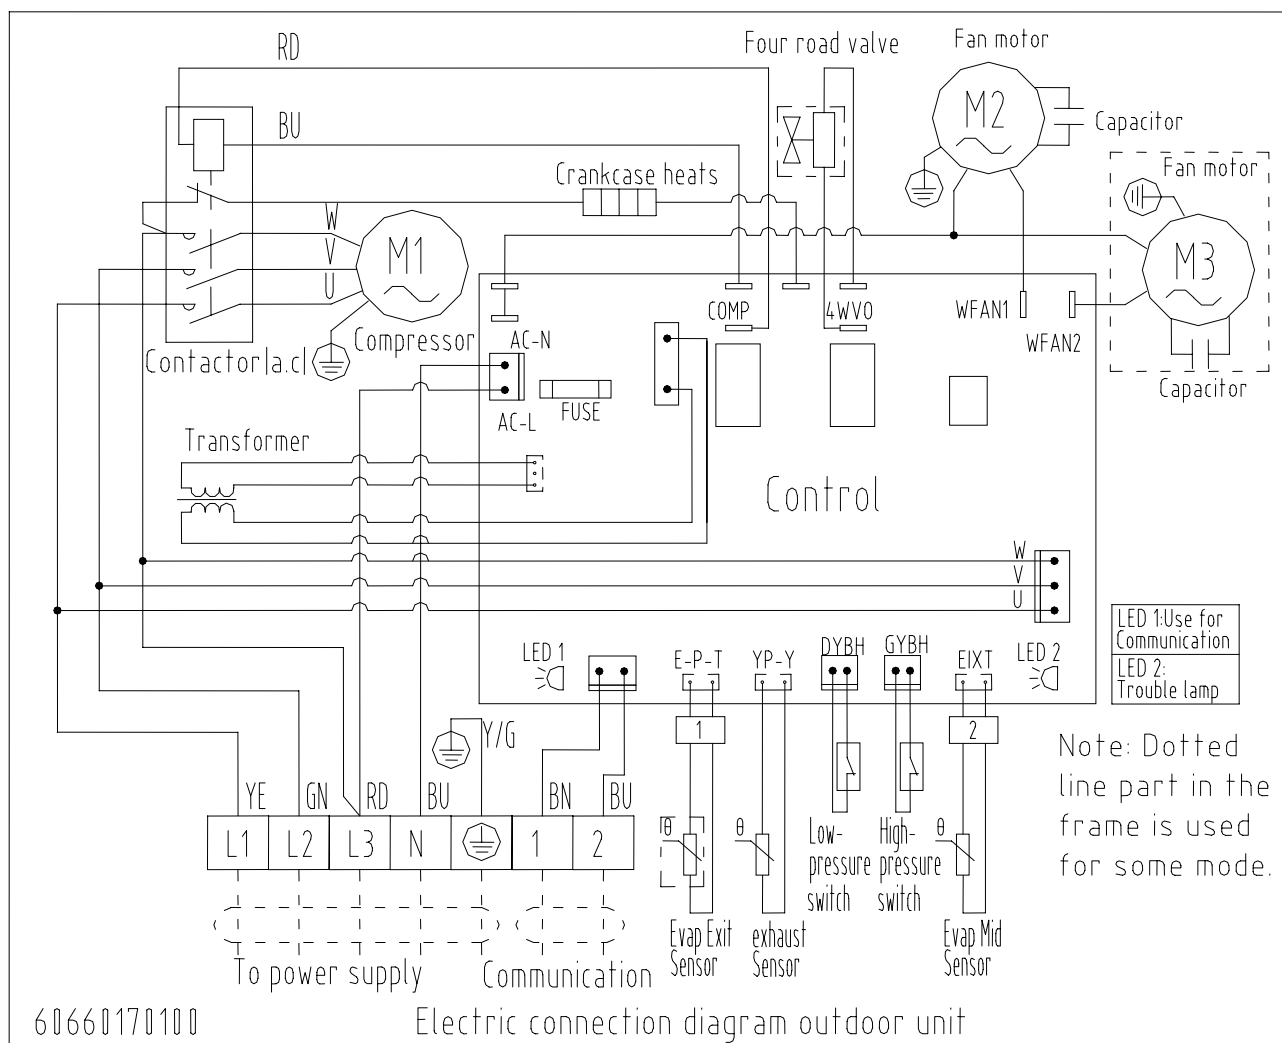 RD
Four road valve
Fan motor
M2
BU
Capacitor
Crankcase heats
Fan motor
W
V
U
M1
M3
COMP
4WVO
WFAN1
WFAN2
AC-N
Compressor
Contactor|a.c|
Capacitor
AC-L
FUSE
Transformer
Control
W
V
U
LED 1:Use for
Communication
LED 2:
Trouble lamp
LED 1
E-P-T
YP-Y
DYBH
GYBH
EIXT
LED 2
1
2
Y/G
Note: Dotted
line part in the
frame is used
for some mode.
YE
GN
RD
BU
BN
BU
L1
L2
L3
N
1
2
θ
θ
θ
Low-
pressure
switch
High-
pressure
switch
Evap Exit
Sensor
exhaust
Sensor
Evap Mid
Sensor
To power supply
Communication
60660170100
Electric connection diagram outdoor unit